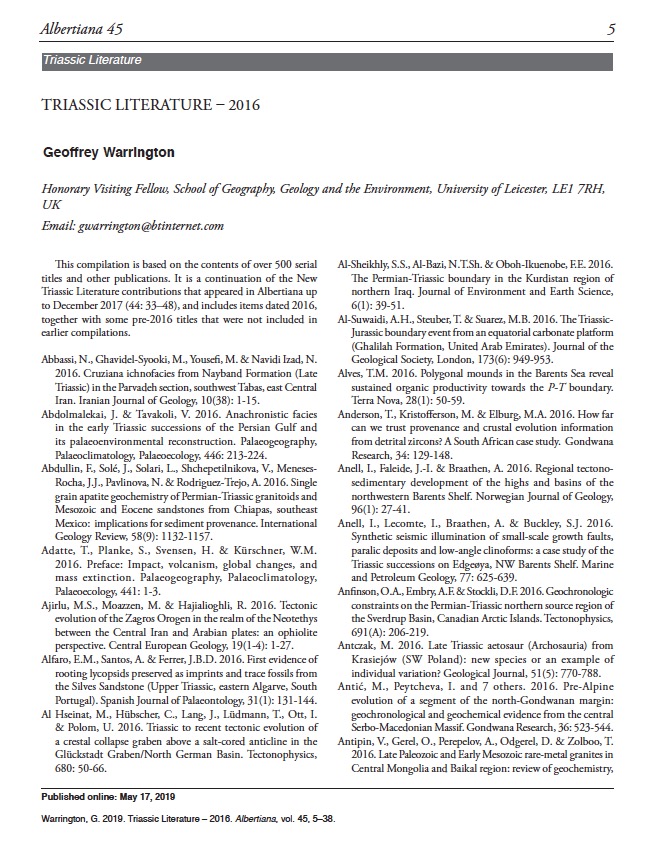 Albertiana 45
5
Triassic Literature
TRIASSIC LITERATURE – 2016
Geoffrey Warrington
Honorary Visiting Fellow, School of Geography, Geology and the Environment, University of Leicester, LE1 7RH,
UK
Email: gwarrington@btinternet.com
This compilation is based on the contents of over 500 serial
titles and other publications. It is a continuation of the New
Triassic Literature contributions that appeared in Albertiana up
to December 2017 (44: 33–48), and includes items dated 2016,
together with some pre-2016 titles that were not included in
earlier compilations.
Abbassi, N., Ghavidel-Syooki, M., Yousefi, M. & Navidi Izad, N.
2016. Cruziana ichnofacies from Nayband Formation (Late
Triassic) in the Parvadeh section, southwest Tabas, east Central
Iran. Iranian Journal of Geology, 10(38): 1-15.
Abdolmalekai, J. & Tavakoli, V. 2016. Anachronistic facies
in the early Triassic successions of the Persian Gulf and
its palaeoenvironmental reconstruction. Palaeogeography,
Palaeoclimatology, Palaeoecology, 446: 213-224.
Abdullin, F., Solé, J., Solari, L., Shchepetilnikova, V., Meneses-
Rocha, J.J., Pavlinova, N. & Rodriguez-Trejo, A. 2016. Single
grain apatite geochemistry of Permian-Triassic granitoids and
Mesozoic and Eocene sandstones from Chiapas, southeast
Mexico: implications for sediment provenance. International
Geology Review, 58(9): 1132-1157.
Adatte, T., Planke, S., Svensen, H. & Kürschner, W.M.
2016. Preface: Impact, volcanism, global changes, and
mass extinction. Palaeogeography, Palaeoclimatology,
Palaeoecology, 441: 1-3.
Ajirlu, M.S., Moazzen, M. & Hajialioghli, R. 2016. Tectonic
evolution of the Zagros Orogen in the realm of the Neotethys
between the Central Iran and Arabian plates: an ophiolite
perspective. Central European Geology, 19(1-4): 1-27.
Alfaro, E.M., Santos, A. & Ferrer, J.B.D. 2016. First evidence of
rooting lycopsids preserved as imprints and trace fossils from
the Silves Sandstone (Upper Triassic, eastern Algarve, South
Portugal). Spanish Journal of Palaeontology, 31(1): 131-144.
Al Hseinat, M., Hübscher, C., Lang, J., Lüdmann, T., Ott, I.
& Polom, U. 2016. Triassic to recent tectonic evolution of
a crestal collapse graben above a salt-cored anticline in the
Glückstadt Graben/North German Basin. Tectonophysics,
680: 50-66.
Al-Sheikhly, S.S., Al-Bazi, N.T.Sh. & Oboh-Ikuenobe, F.E. 2016.
The Permian-Triassic boundary in the Kurdistan region of
northern Iraq. Journal of Environment and Earth Science,
6(1): 39-51.
Al-Suwaidi, A.H., Steuber, T. & Suarez, M.B. 2016. The Triassic-
Jurassic boundary event from an equatorial carbonate platform
(Ghalilah Formation, United Arab Emirates). Journal of the
Geological Society, London, 173(6): 949-953.
Alves, T.M. 2016. Polygonal mounds in the Barents Sea reveal
sustained organic productivity towards the P-T boundary.
Terra Nova, 28(1): 50-59.
Anderson, T., Kristofferson, M. & Elburg, M.A. 2016. How far
can we trust provenance and crustal evolution information
from detrital zircons? A South African case study. Gondwana
Research, 34: 129-148.
Anell, I., Faleide, J.-I. & Braathen, A. 2016. Regional tectono-
sedimentary development of the highs and basins of the
northwestern Barents Shelf. Norwegian Journal of Geology,
96(1): 27-41.
Anell, I., Lecomte, I., Braathen, A. & Buckley, S.J. 2016.
Synthetic seismic illumination of small-scale growth faults,
paralic deposits and low-angle clinoforms: a case study of the
Triassic successions on Edgeøya, NW Barents Shelf. Marine
and Petroleum Geology, 77: 625-639.
Anfinson, O.A., Embry, A.F. & Stockli, D.F. 2016. Geochronologic
constraints on the Permian-Triassic northern source region of
the Sverdrup Basin, Canadian Arctic Islands. Tectonophysics,
691(A): 206-219.
Antczak, M. 2016. Late Triassic aetosaur (Archosauria) from
Krasiejów (SW Poland): new species or an example of
individual variation? Geological Journal, 51(5): 770-788.
Antić, M., Peytcheva, I. and 7 others. 2016. Pre-Alpine
evolution of a segment of the north-Gondwanan margin:
geochronological and geochemical evidence from the central
Serbo-Macedonian Massif. Gondwana Research, 36: 523-544.
Antipin, V., Gerel, O., Perepelov, A., Odgerel, D. & Zolboo, T.
2016. Late Paleozoic and Early Mesozoic rare-metal granites in
Central Mongolia and Baikal region: review of geochemistry,
Published online: May 17, 2019
Warrington, G. 2019. Triassic Literature – 2016. Albertiana, vol. 45, 5–38.